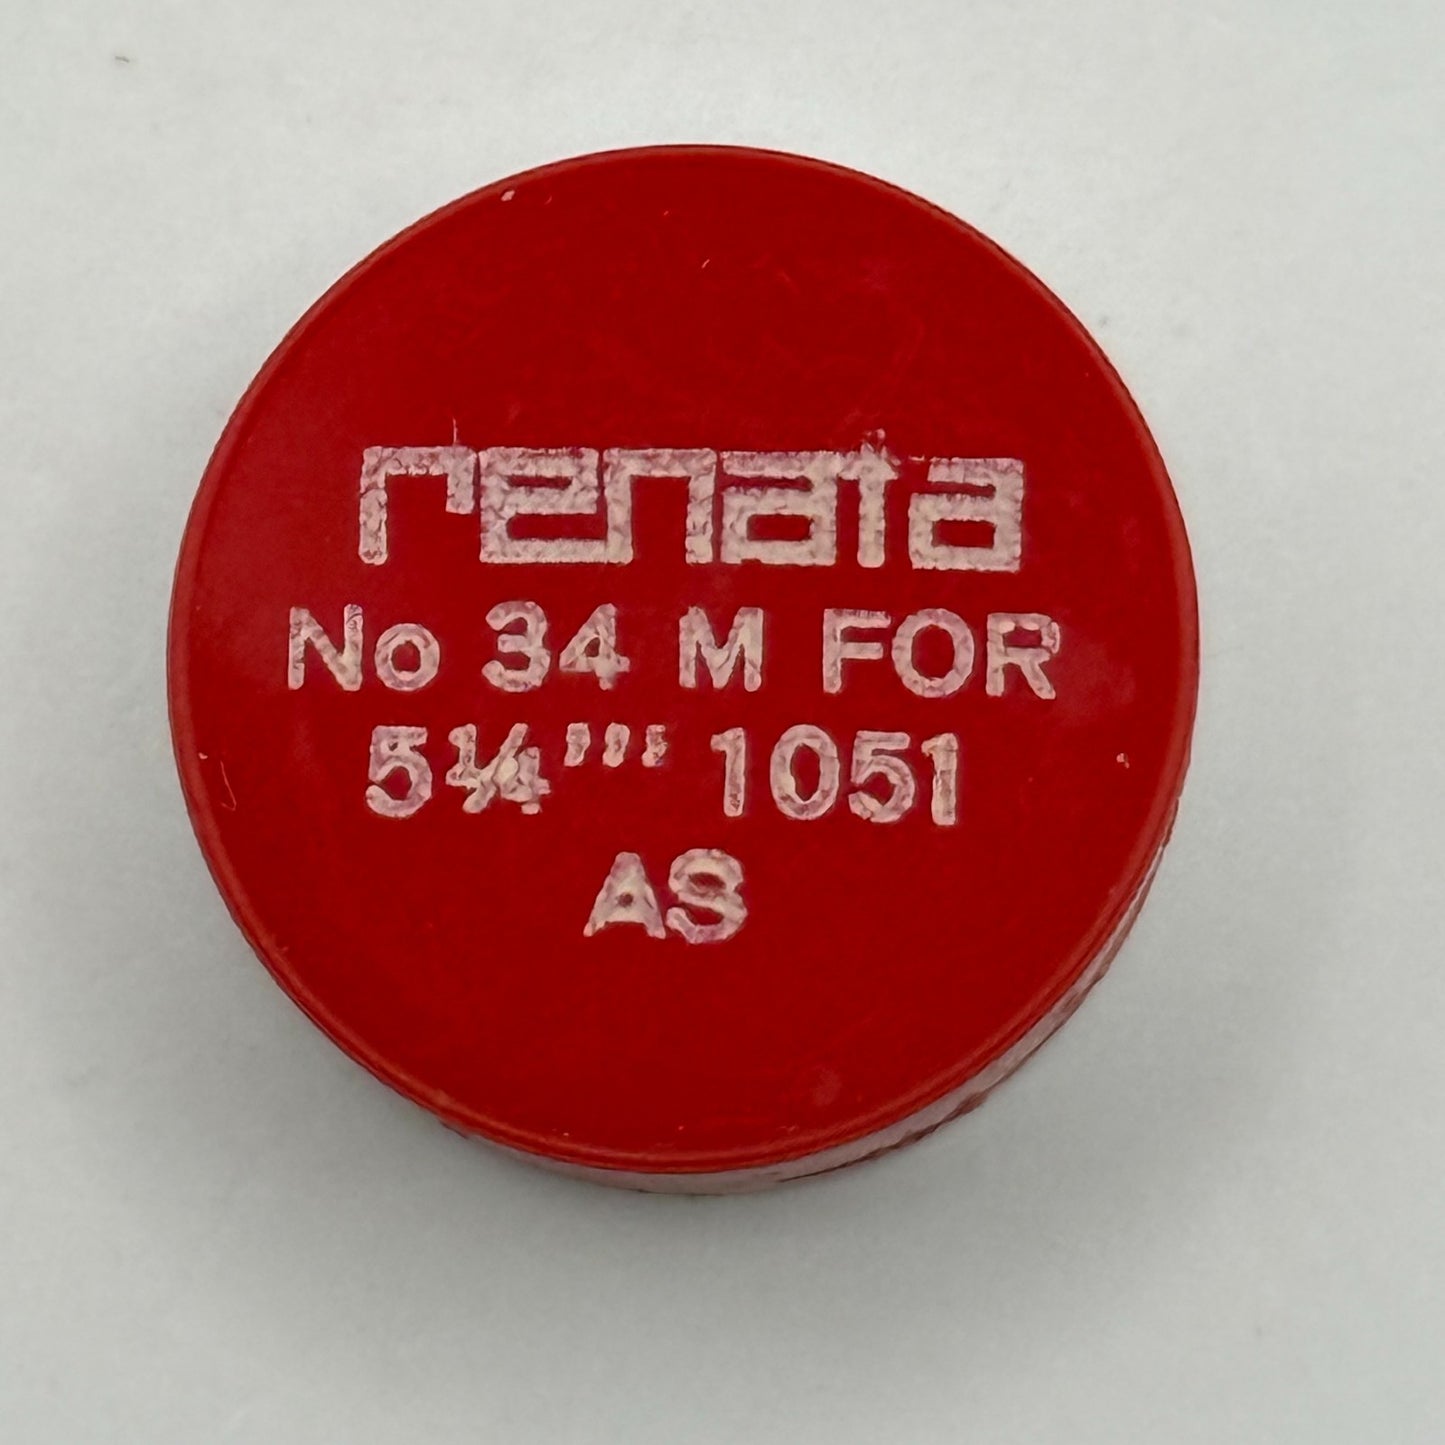 renata
No 34 M FOR
5¼''' 1051
AS